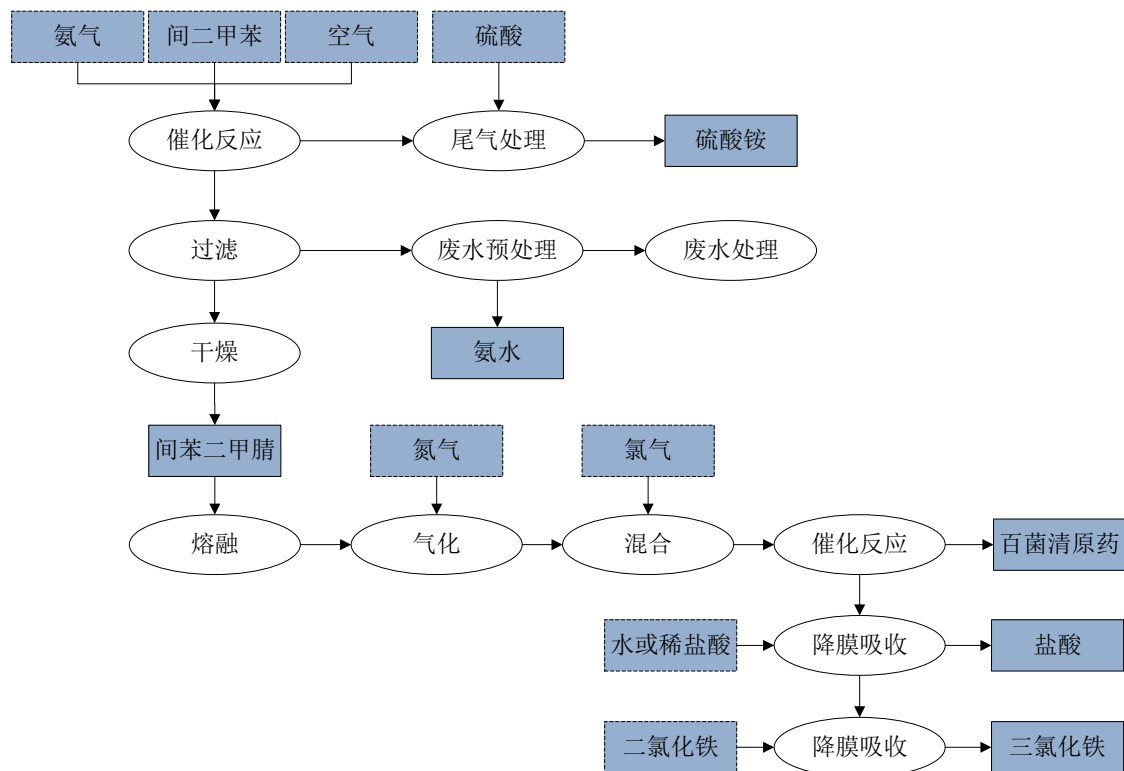 氨气
间二甲苯
空气
硫酸
催化反应
尾气处理
硫酸铵
过滤
废水预处理
废水处理
干燥
氨水
间苯二甲腈
氮气
氯气
熔融
气化
混合
催化反应
百菌清原药
水或稀盐酸
降膜吸收
盐酸
二氯化铁
降膜吸收
三氯化铁